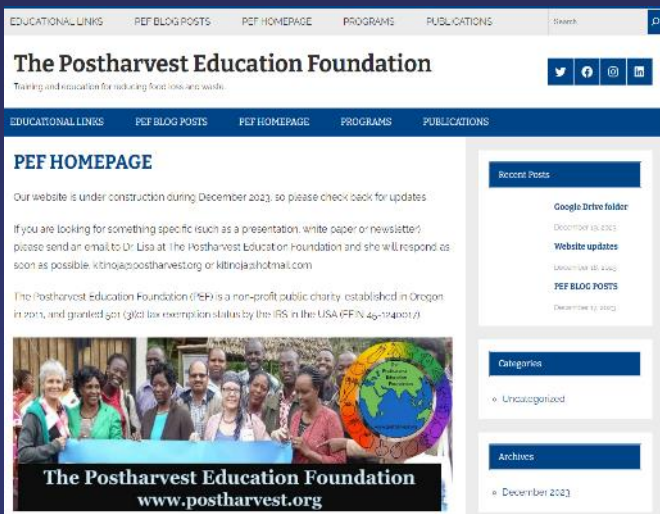 EDUCATIONAL LINKS PEF BLOG POSTS PEF HOMEPAGE PROGRAMS PUBLICATIONS Search
The Postharvest Education Foundation
Training and education for reducing food loss and waste.
EDUCATIONAL LINKS PEF BLOG POSTS PEF HOMEPAGE PROGRAMS PUBLICATIONS
PEF HOMEPAGE
Our website is under construction during December 2023, so please check back for updates
If you are looking for something specific (such as a presentation, white paper or newsletter)
please send an email to Dr. Lisa at The Postharvest Education Foundation and she will respond as
soon as possible. kitinoja@postharvest.org or kitinoja@hotmail.com
The Postharvest Education Foundation (PEF) is a non-profit public charity, established in Oregon
in 2011, and granted 501 (3)(c) tax exemption status by the IRS in the USA (FEIN 45-1240017)
The
Postharvest
Education
Foundation
The Postharvest Education Foundation
www.postharvest.org
Recent Posts
Google Drive folder
December 19, 2023
Website updates
December 18, 2023
PEF BLOG POSTS
December 17, 2023
Categories
Uncategorized
Archives
December 2023